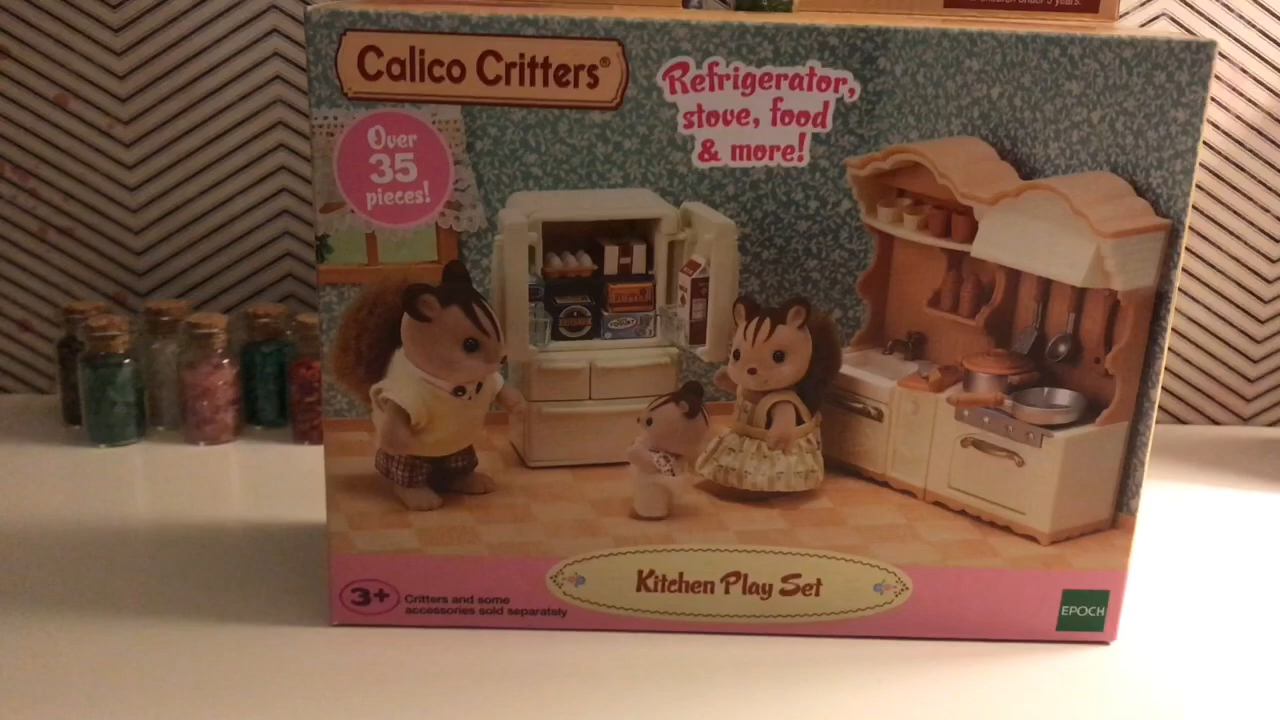 Calico Critters®
Refrigerator,
stove, food
& more!
Over
35
pieces!
YOGURT
Kitchen Play Set
3+
Critters and some
accessories sold separately
EPOCH